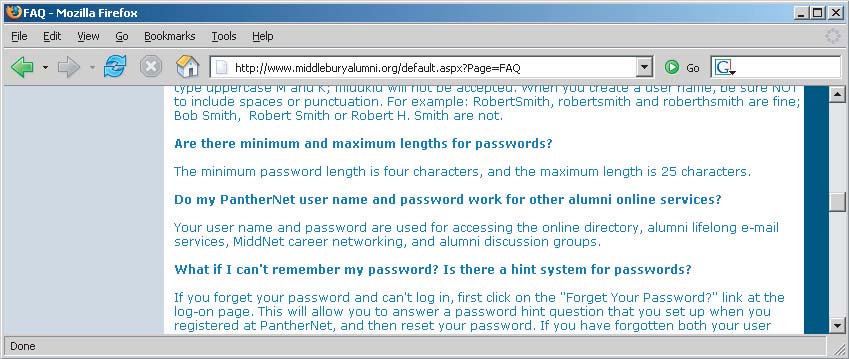 FAQ - Mozilla Firefox
File Edit View Go Bookmarks Tools Help
http://www.middleburyalumni.org/default.aspx?Page=FAQ Go G
type uppercase M and K; middkid will not be accepted. When you create a user name, be sure NOT
to include spaces or punctuation. For example: RobertSmith, robertsmith and roberthsmith are fine;
Bob Smith, Robert Smith or Robert H. Smith are not.
Are there minimum and maximum lengths for passwords?
The minimum password length is four characters, and the maximum length is 25 characters.
Do my PantherNet user name and password work for other alumni online services?
Your user name and password are used for accessing the online directory, alumni lifelong e-mail
services, MiddNet career networking, and alumni discussion groups.
What if I can't remember my password? Is there a hint system for passwords?
If you forget your password and can't log in, first click on the "Forget Your Password?" link at the
log-on page. This will allow you to answer a password hint question that you set up when you
registered at PantherNet, and then reset your password. If you have forgotten both your user
Done